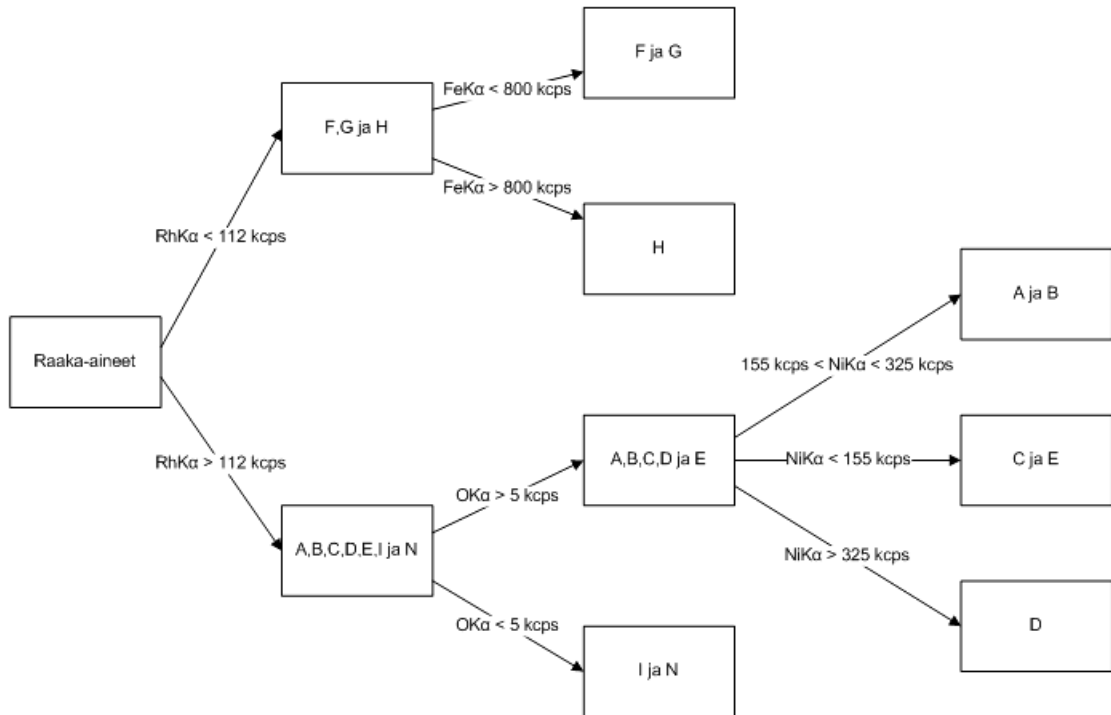 F ja G
FeKα < 800 kcps
F,G ja H
FeKα > 800 kcps
RhKα < 112 kcps
H
A ja B
Raaka-aineet
155 kcps < NiKα < 325 kcps
RhKα > 112 kcps
A,B,C,D ja E
NiKα < 155 kcps
C ja E
OKα > 5 kcps
A,B,C,D,E,I ja N
NiKα > 325 kcps
OKα < 5 kcps
D
I ja N